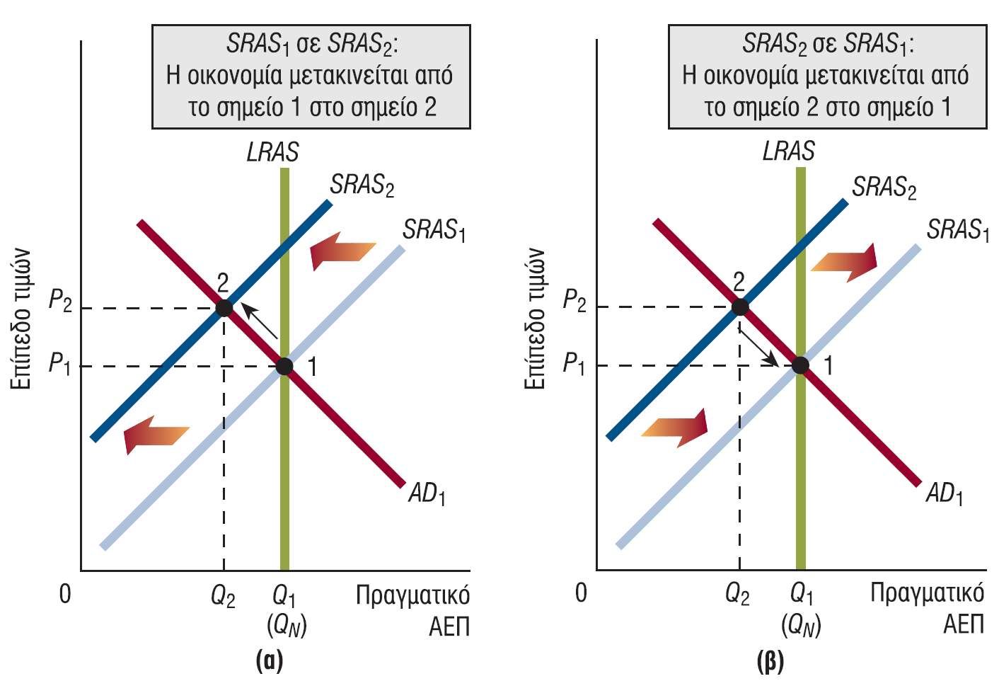 SRAS1 σε SRAS2:
Η οικονομία μετακινείται από
το σημείο 1 στο σημείο 2
LRAS
SRAS2
SRAS1
Επίπεδο τιμών
2
P2
P1
1
AD1
0
Q2
Q1
(QN)
Πραγματικό
ΑΕΠ
(α)
SRAS2 σε SRAS1:
Η οικονομία μετακινείται από
το σημείο 2 στο σημείο 1
LRAS
SRAS2
SRAS1
Επίπεδο τιμών
2
P2
P1
1
AD1
0
Q2
Q1
(QN)
Πραγματικό
ΑΕΠ
(β)